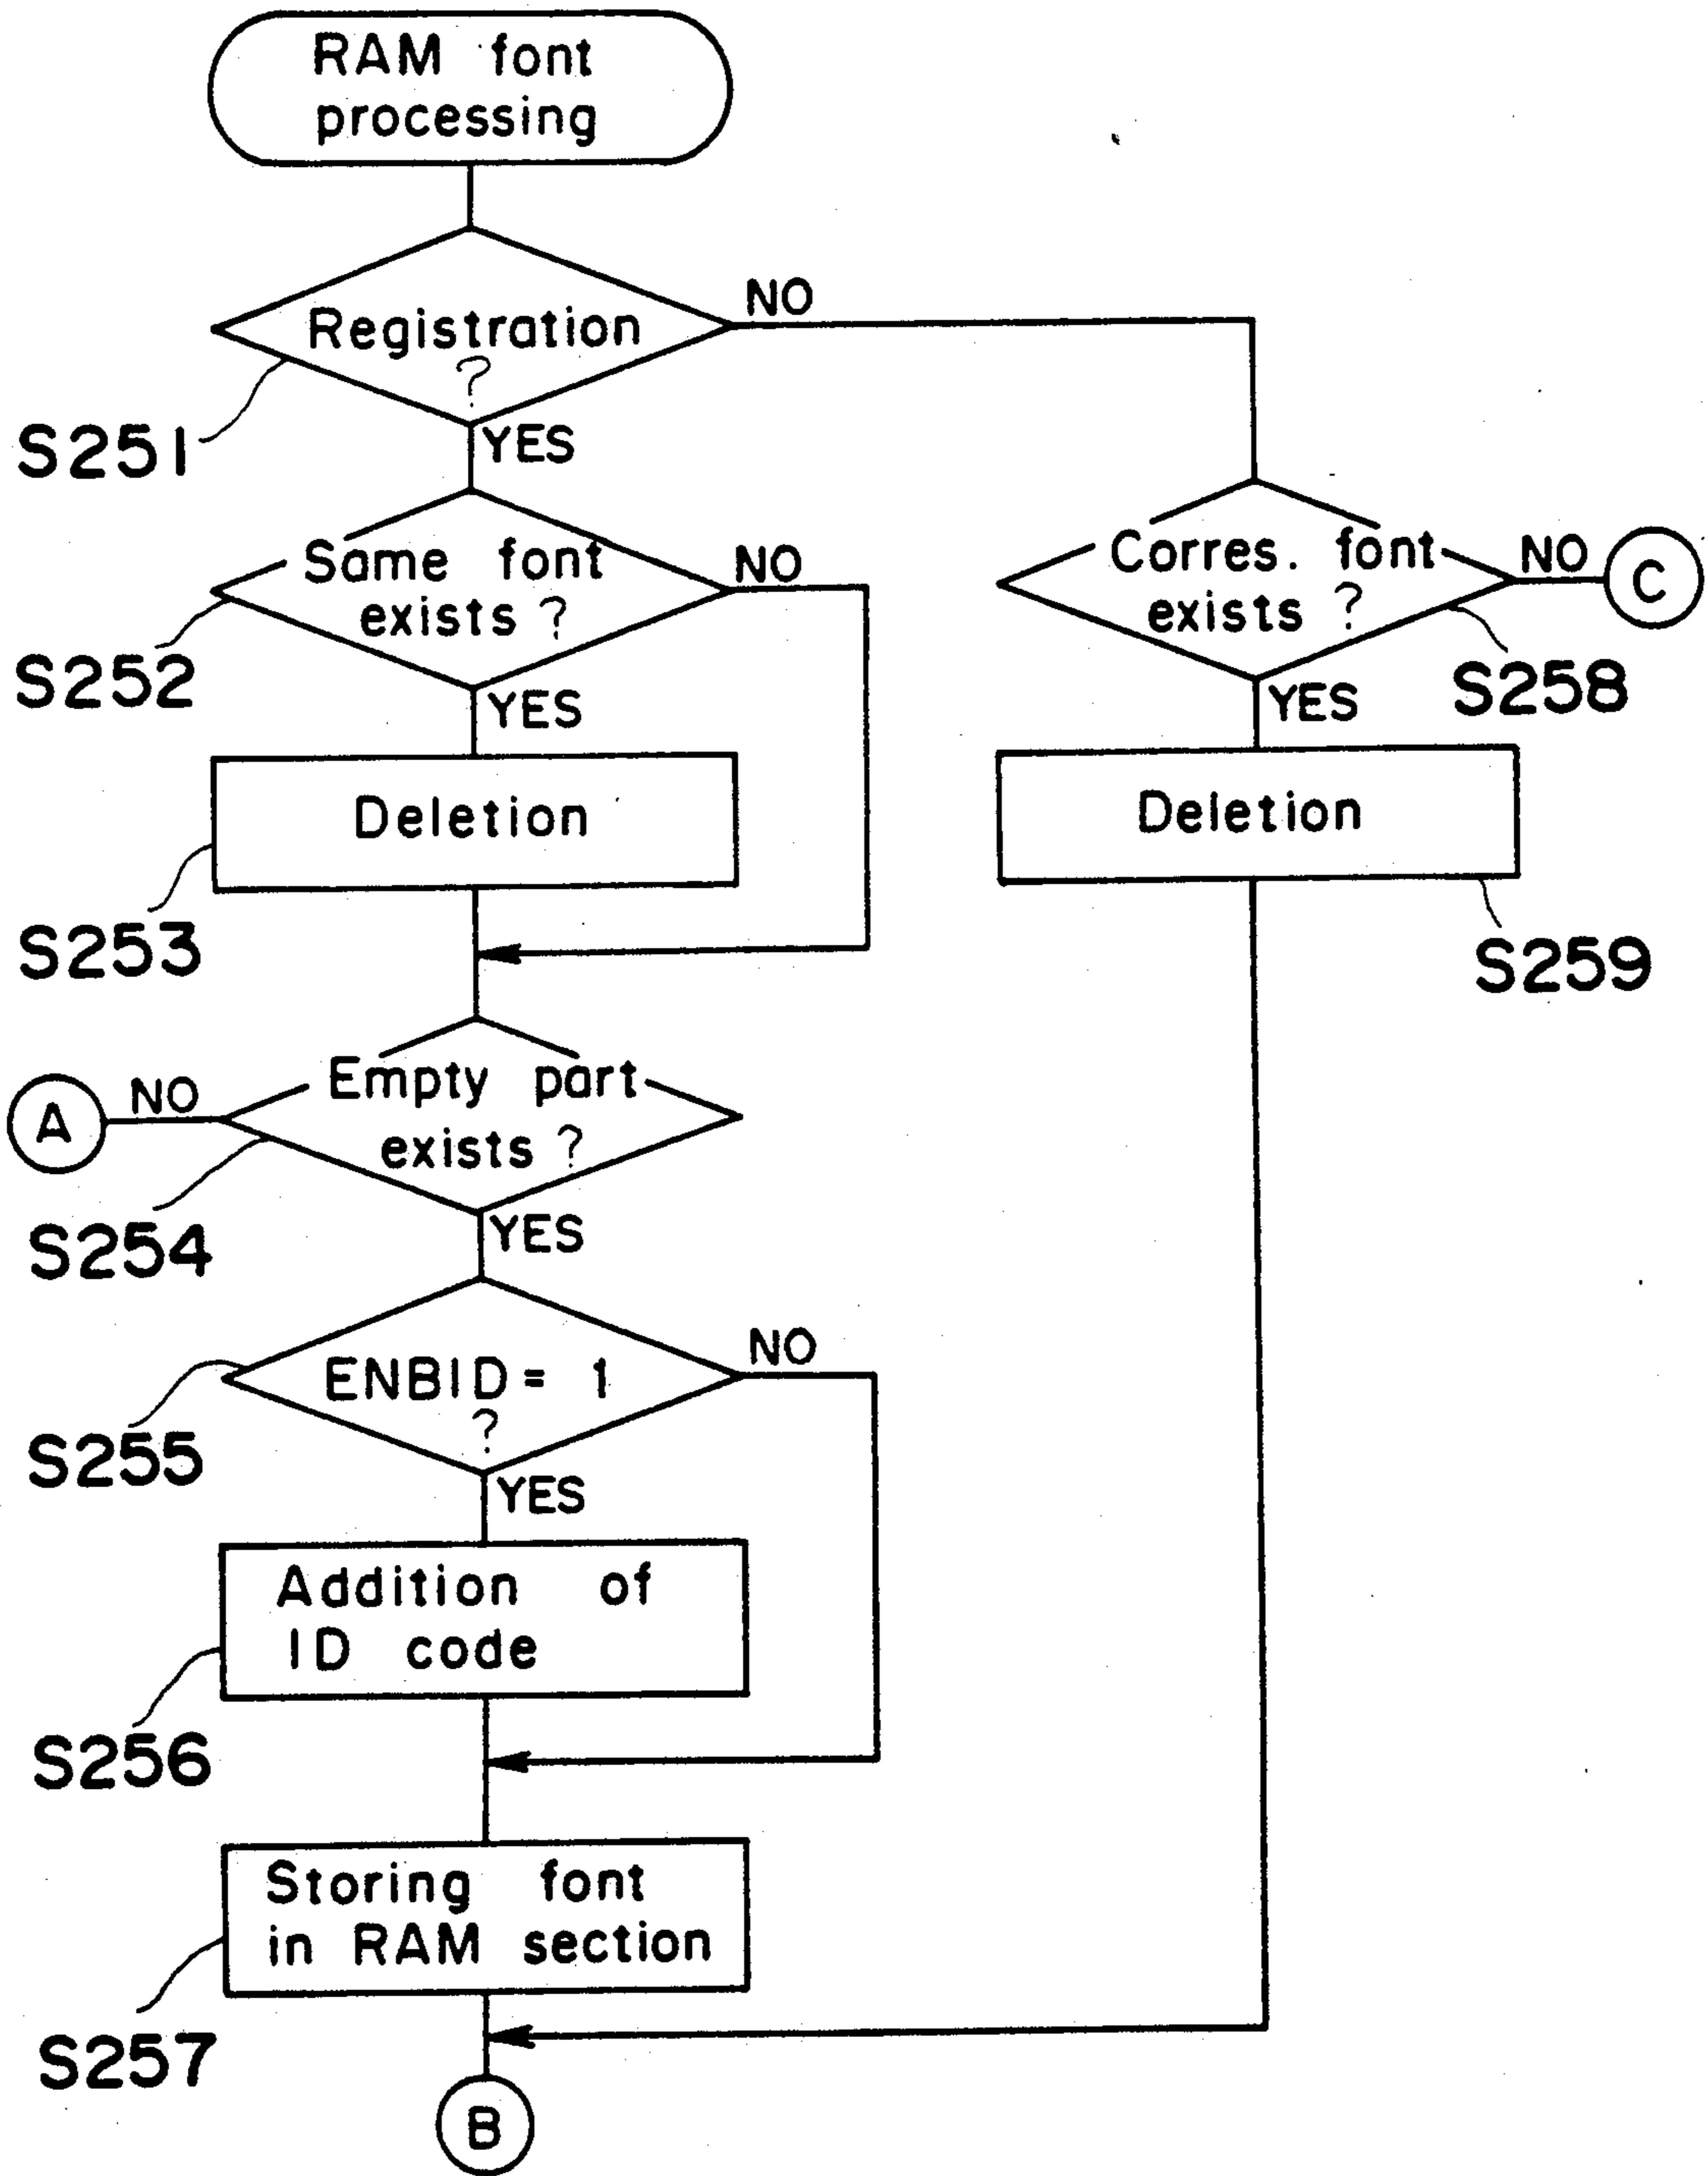 RAM font
processing
Registration
?
NO
S251
YES
Same font
exists ?
NO
S252
YES
Deletion
S253
Empty part
exists ?
NO
A
S254
YES
ENBID = 1
?
NO
S255
YES
Addition of
ID code
S256
Storing font
in RAM section
S257
B
Corres. font
exists ?
NO
C
S258
YES
Deletion
S259